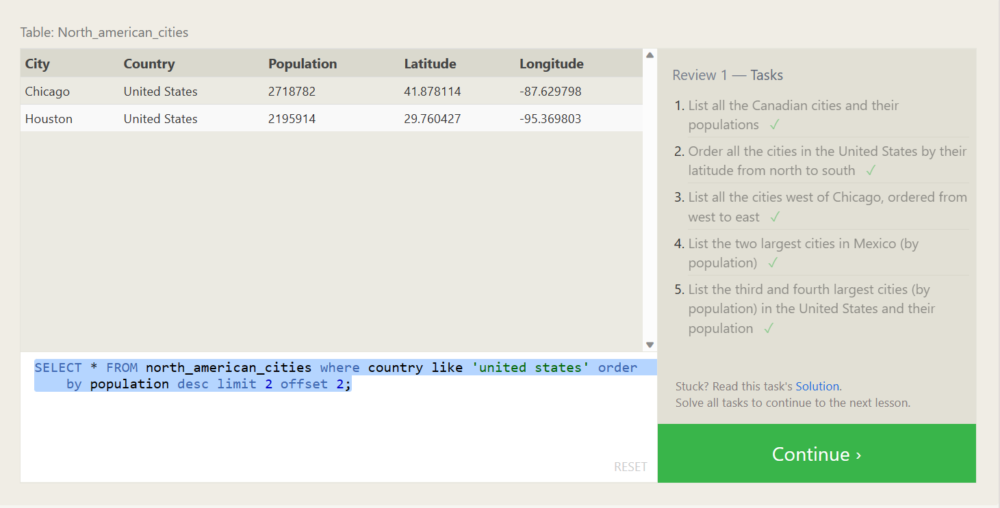 Table: North_american_cities
City Country Population Latitude Longitude
Chicago United States 2718782 41.878114 -87.629798
Houston United States 2195914 29.760427 -95.369803
SELECT * FROM north_american_cities where country like 'united states' order
by population desc limit 2 offset 2;
RESET
Review 1 — Tasks
1. List all the Canadian cities and their
populations ✓
2. Order all the cities in the United States by their
latitude from north to south ✓
3. List all the cities west of Chicago, ordered from
west to east ✓
4. List the two largest cities in Mexico (by
population) ✓
5. List the third and fourth largest cities (by
population) in the United States and their
population ✓
Stuck? Read this task's Solution.
Solve all tasks to continue to the next lesson.
Continue ›